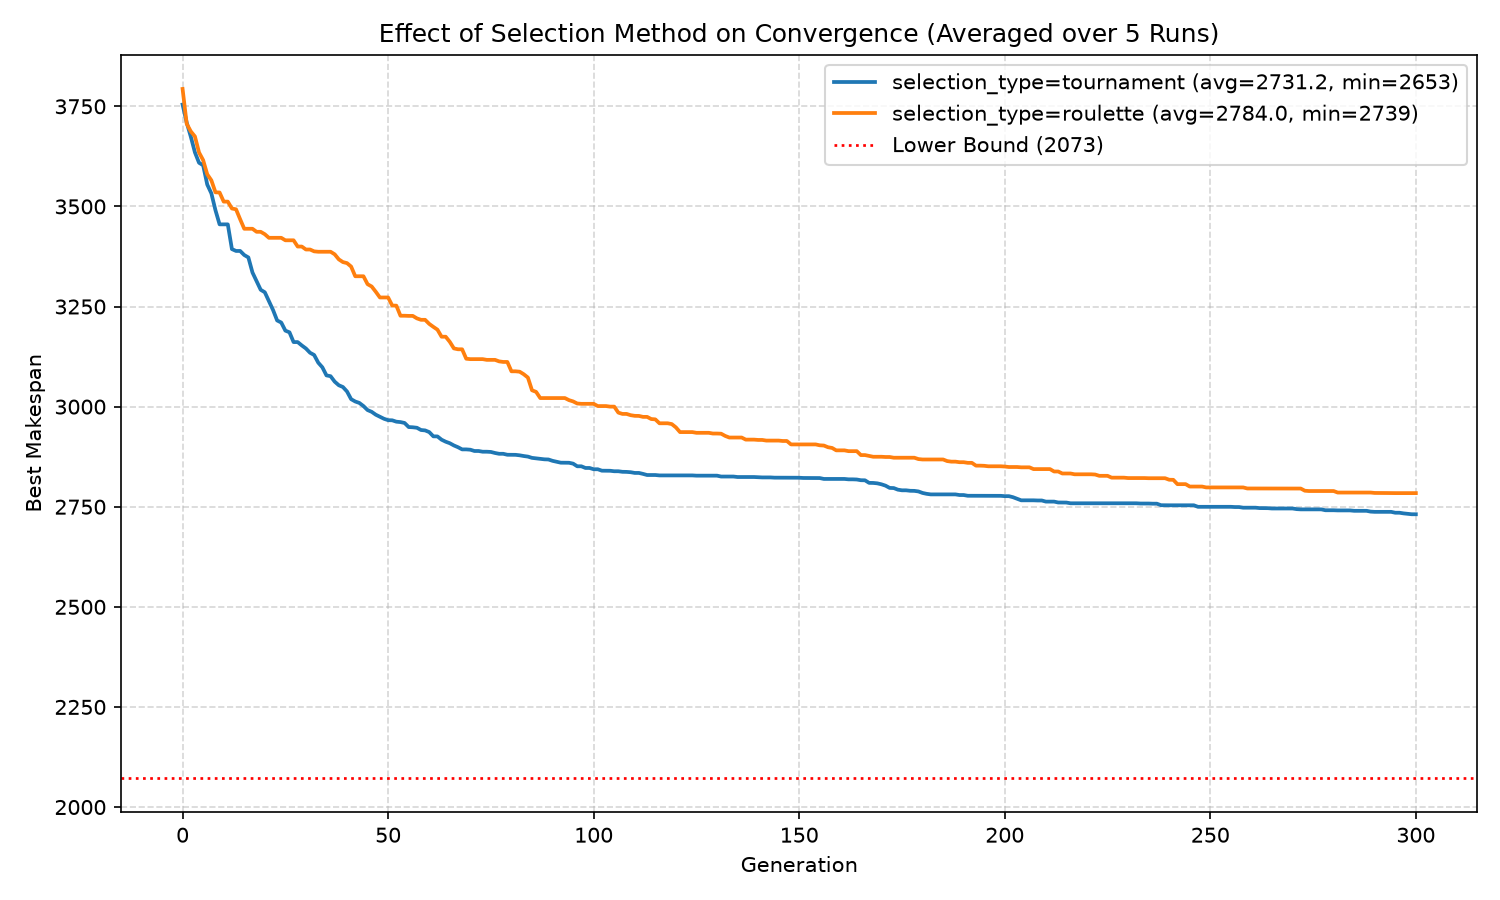 Effect of Selection Method on Convergence (Averaged over 5 Runs)
selection_type=tournament (avg=2731.2, min=2653)
selection_type=roulette (avg=2784.0, min=2739)
Lower Bound (2073)
Best Makespan
3750
3500
3250
3000
2750
2500
2250
2000
0 50 100 150 200 250 300
Generation